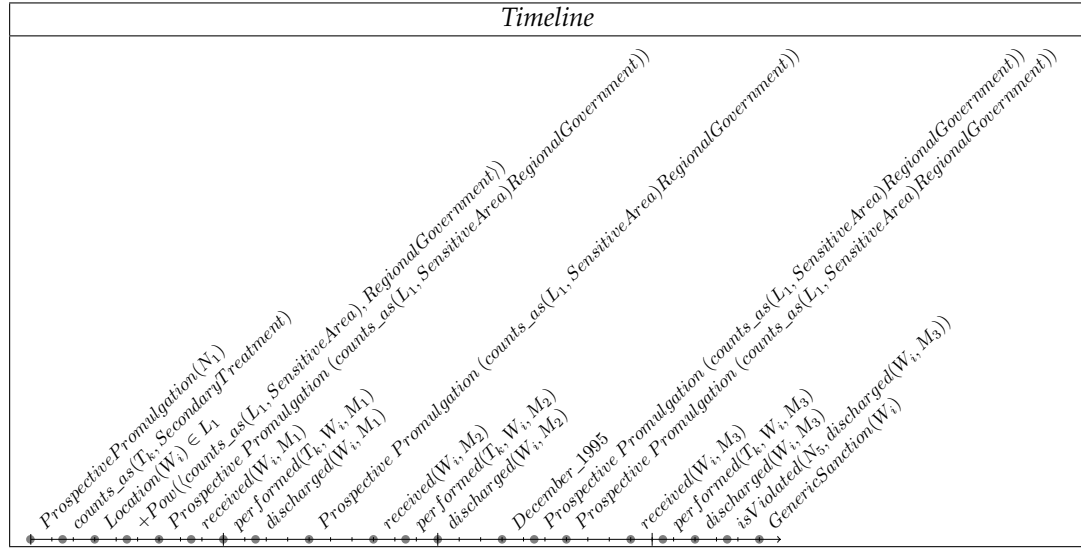 Timeline
ProspectivePromulgation(N₁)
counts_as(Tₖ, SecondaryTreatment)
Location(Wᵢ) ∈ L₁
+Pow((counts_as(L₁, SensitiveArea), RegionalGovernment))
Prospective Promulgation (counts_as(L₁, SensitiveArea)RegionalGovernment))
received(Wᵢ, M₁)
performed(Tₖ, Wᵢ, M₁)
discharged(Wᵢ, M₁)
Prospective Promulgation (counts_as(L₁, SensitiveArea)RegionalGovernment))
received(Wᵢ, M₂)
performed(Tₖ, Wᵢ, M₂)
discharged(Wᵢ, M₂)
December_1995
Prospective Promulgation (counts_as(L₁, SensitiveArea)RegionalGovernment))
Prospective Promulgation (counts_as(L₁, SensitiveArea)RegionalGovernment))
received(Wᵢ, M₃)
performed(Tₖ, Wᵢ, M₃)
discharged(Wᵢ, M₃)
isViolated(N₅, discharged(Wᵢ, M₃))
GenericSanction(Wᵢ)